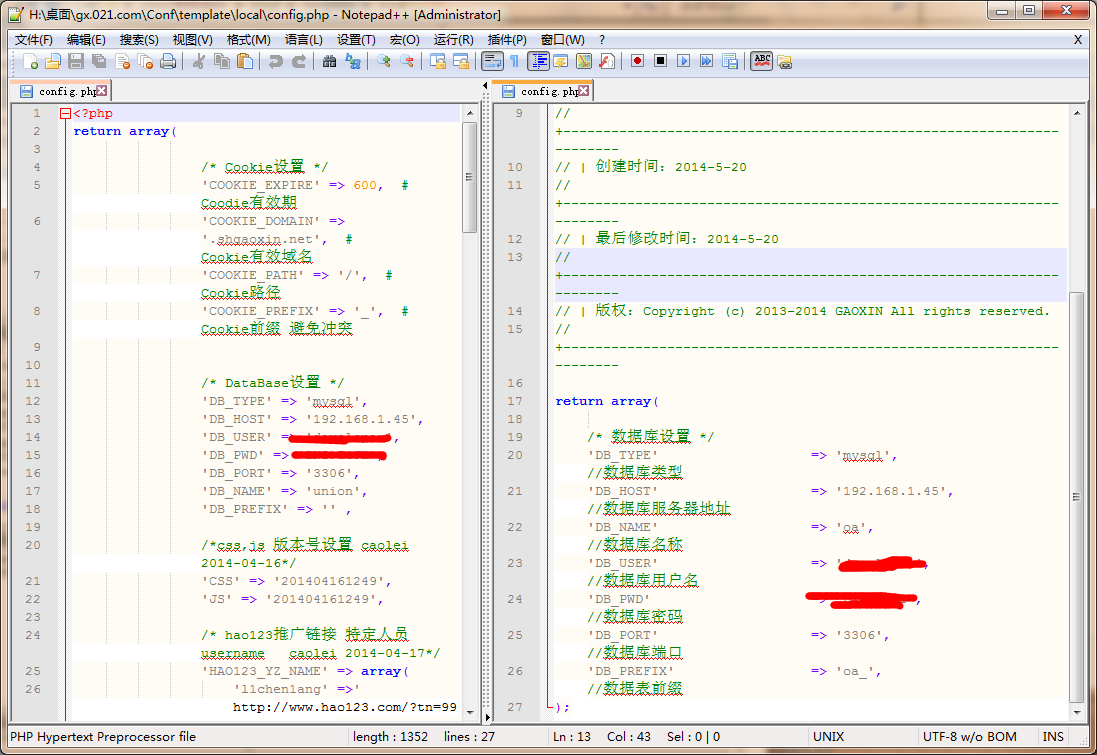 H:\桌面\gx.021.com\Conf\template\local\config.php - Notepad++ [Administrator]
文件(F) 编辑(E) 搜索(S) 视图(V) 格式(M) 语言(L) 设置(T) 宏(O) 运行(R) 插件(P) 窗口(W) ? X
config.php
1 <?php
2 return array(
3
4 /* Cookie设置 */
5 'COOKIE_EXPIRE' => 600, #
Coodie有效期
6 'COOKIE_DOMAIN' =>
'.shgaoxin.net', #
Cookie有效域名
7 'COOKIE_PATH' => '/', #
Cookie路径
8 'COOKIE_PREFIX' => '_', #
Cookie前缀 避免冲突
9
10
11 /* DataBase设置 */
12 'DB_TYPE' => 'mysql',
13 'DB_HOST' => '192.168.1.45',
14 'DB_USER' =
15 'DB_PWD' =>
16 'DB_PORT' => '3306',
17 'DB_NAME' => 'union',
18 'DB_PREFIX' => '' ,
19
20 /*css,js 版本号设置 caolei
2014-04-16*/
21 'CSS' => '201404161249',
22 'JS' => '201404161249',
23
24 /* hao123推广链接 特定人员
username caolei 2014-04-17*/
25 'HAO123_YZ_NAME' => array(
26 'l1chen1ang' =>'
http://www.hao123.com/?tn=99
config.php
9 //
+--------------------------------------------------------------
--------
10 // | 创建时间：2014-5-20
11 //
+--------------------------------------------------------------
--------
12 // | 最后修改时间：2014-5-20
13 //
+--------------------------------------------------------------
--------
14 // | 版权：Copyright (c) 2013-2014 GAOXIN All rights reserved.
15 //
+--------------------------------------------------------------
--------
16
17 return array(
18
19 /* 数据库设置 */
20 'DB_TYPE' => 'mysql',
//数据库类型
21 'DB_HOST' => '192.168.1.45',
//数据库服务器地址
22 'DB_NAME' => 'oa',
//数据库名称
23 'DB_USER' => '
//数据库用户名
24 'DB_PWD'
//数据库密码
25 'DB_PORT' => '3306',
//数据库端口
26 'DB_PREFIX' => 'oa_',
//数据表前缀
27 );
PHP Hypertext Preprocessor file length : 1352 lines : 27 Ln : 13 Col : 43 Sel : 0 | 0 UNIX UTF-8 w/o BOM INS